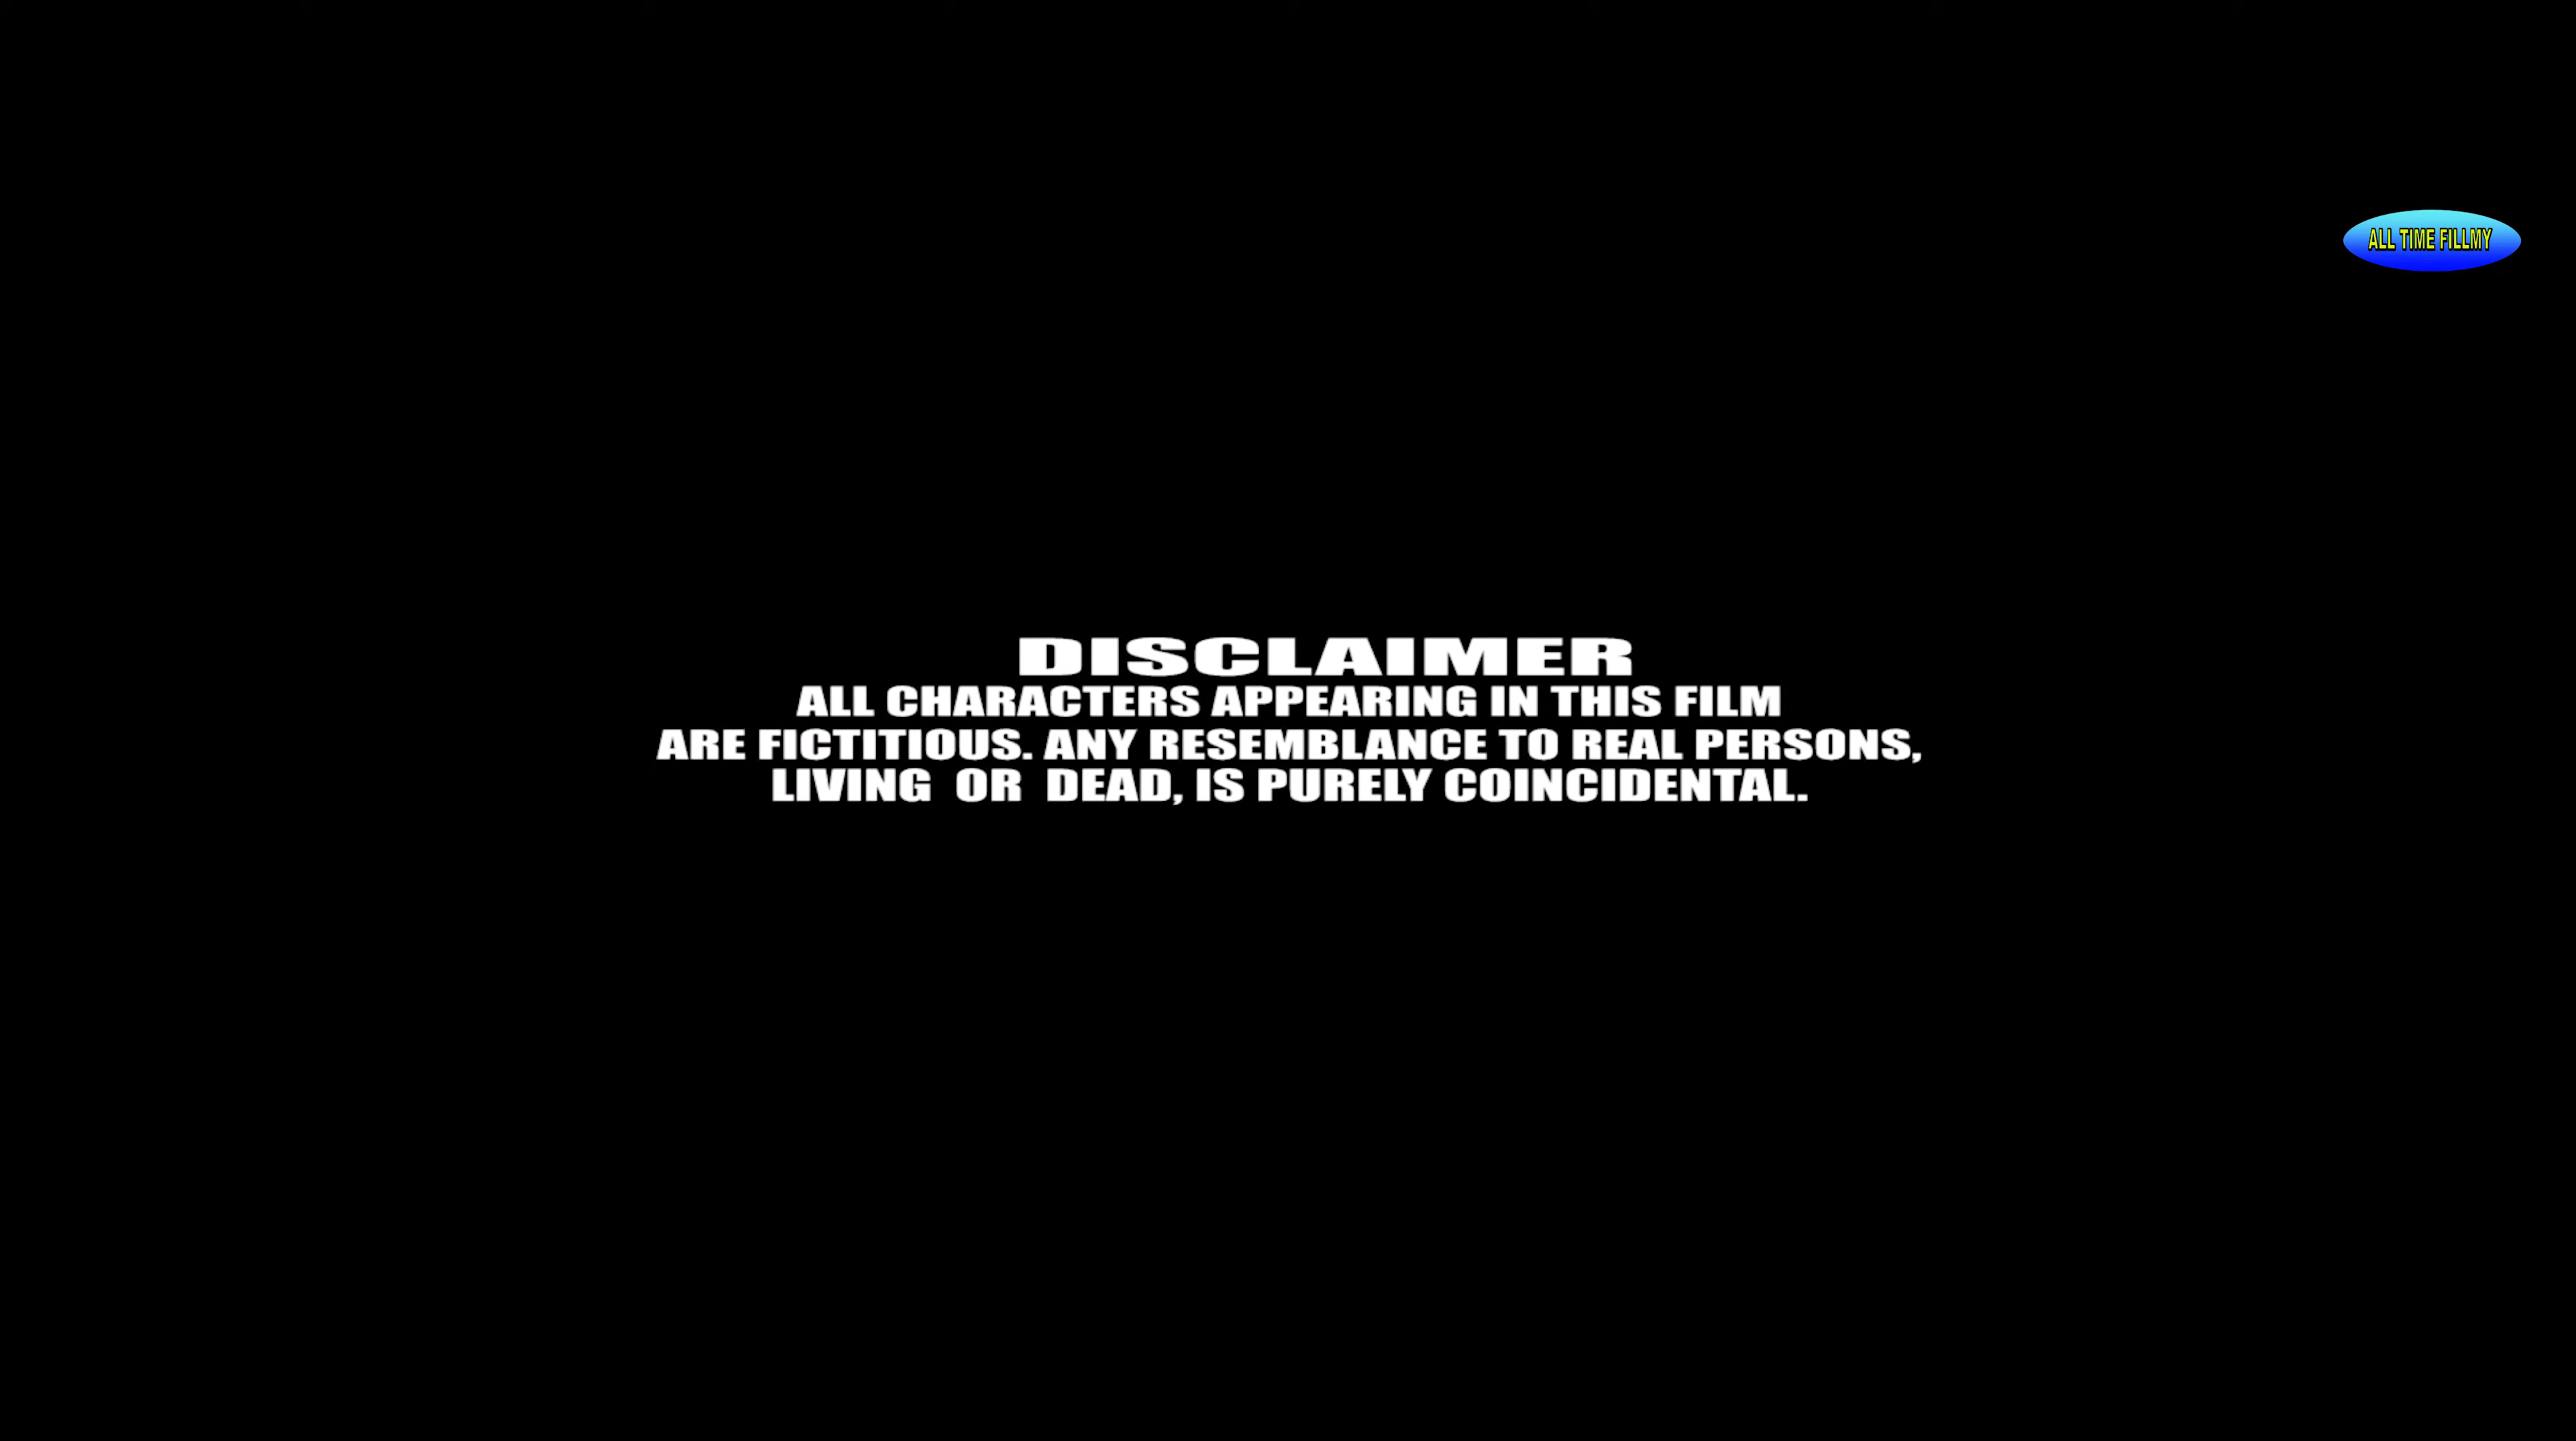 ALL TIME FILLMY
DISCLAIMER
ALL CHARACTERS APPEARING IN THIS FILM
ARE FICTITIOUS. ANY RESEMBLANCE TO REAL PERSONS,
LIVING OR DEAD, IS PURELY COINCIDENTAL.